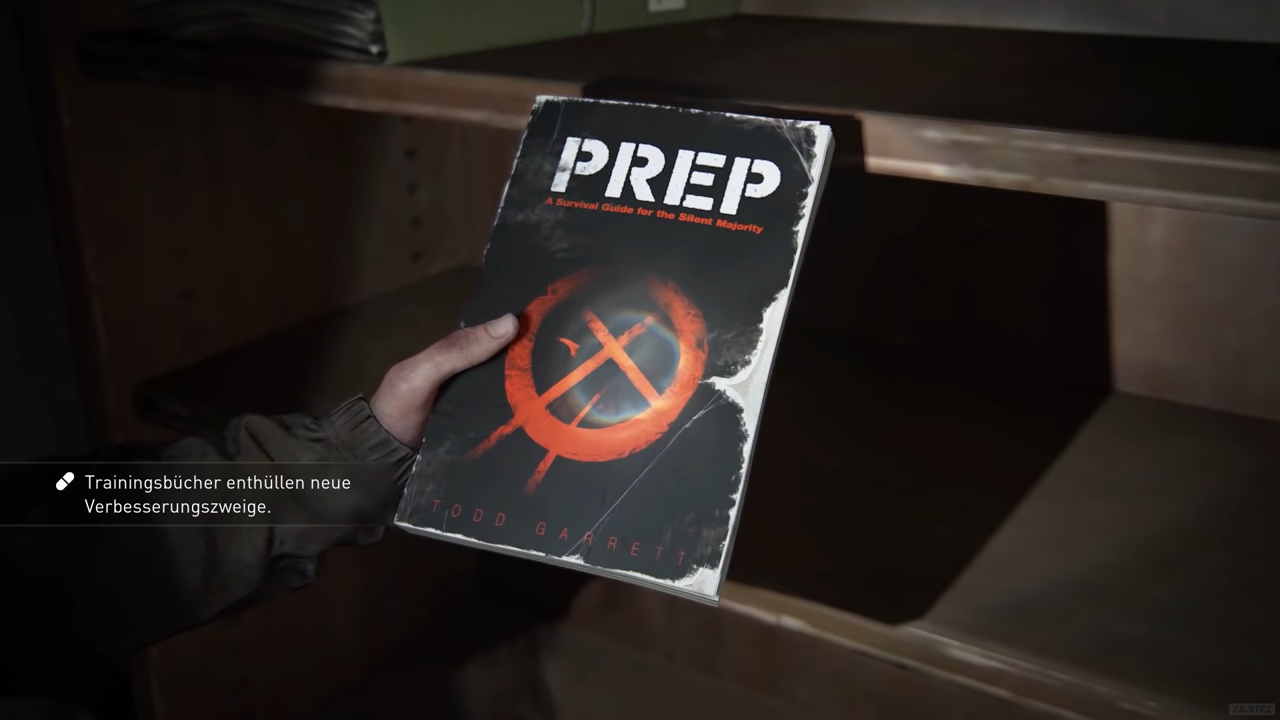 PREP
A Survival Guide for the Silent Majority
TODD GARRETT
Trainingsbücher enthüllen neue
Verbesserungszweige.